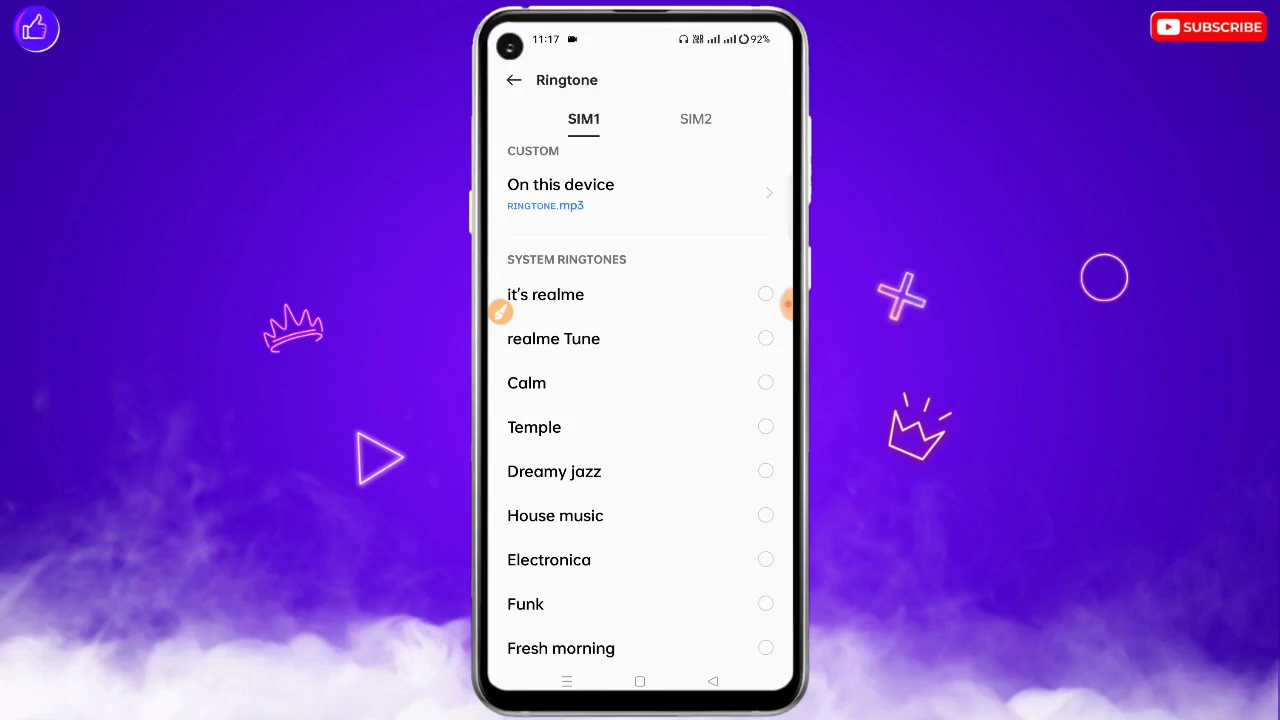 SUBSCRIBE
11:17
92%
Ringtone
SIM1 SIM2
CUSTOM
On this device
RINGTONE.mp3
SYSTEM RINGTONES
it's realme
realme Tune
Calm
Temple
Dreamy jazz
House music
Electronica
Funk
Fresh morning